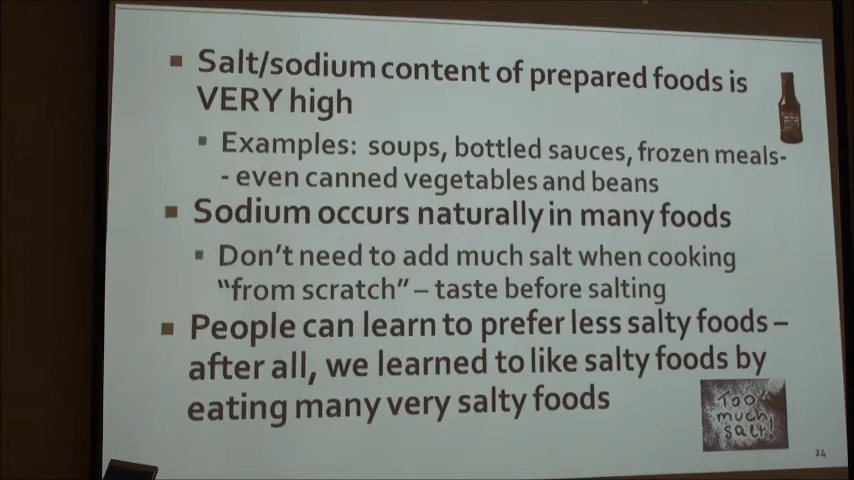 ▪ Salt/sodium content of prepared foods is
VERY high
▪ Examples: soups, bottled sauces, frozen meals-
- even canned vegetables and beans
▪ Sodium occurs naturally in many foods
▪ Don't need to add much salt when cooking
“from scratch” – taste before salting
▪ People can learn to prefer less salty foods –
after all, we learned to like salty foods by
eating many very salty foods
Too
much
salt!
24